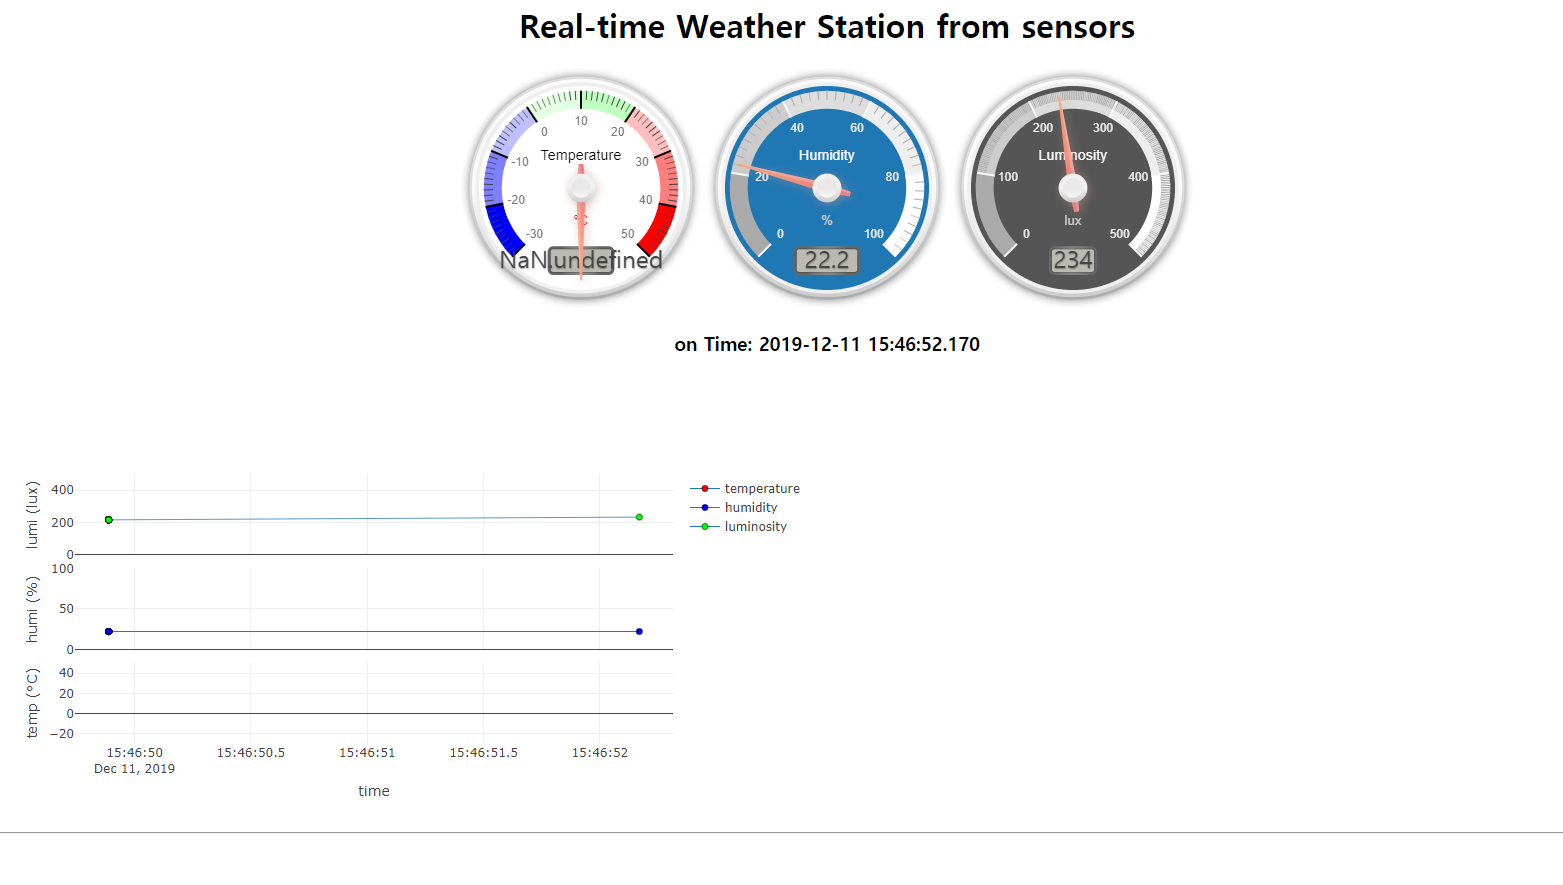 Real-time Weather Station from sensors
-30 -20 -10 0 10 20 30 40 50
Temperature
°C
NaN.undefined
0 20 40 60 80 100
Humidity
%
22.2
0 100 200 300 400 500
Luminosity
lux
234
on Time: 2019-12-11 15:46:52.170
lumi (lux)
400
200
0
humi (%)
100
50
0
temp (°C)
40
20
0
−20
15:46:50 15:46:50.5 15:46:51 15:46:51.5 15:46:52
Dec 11, 2019
time
temperature
humidity
luminosity